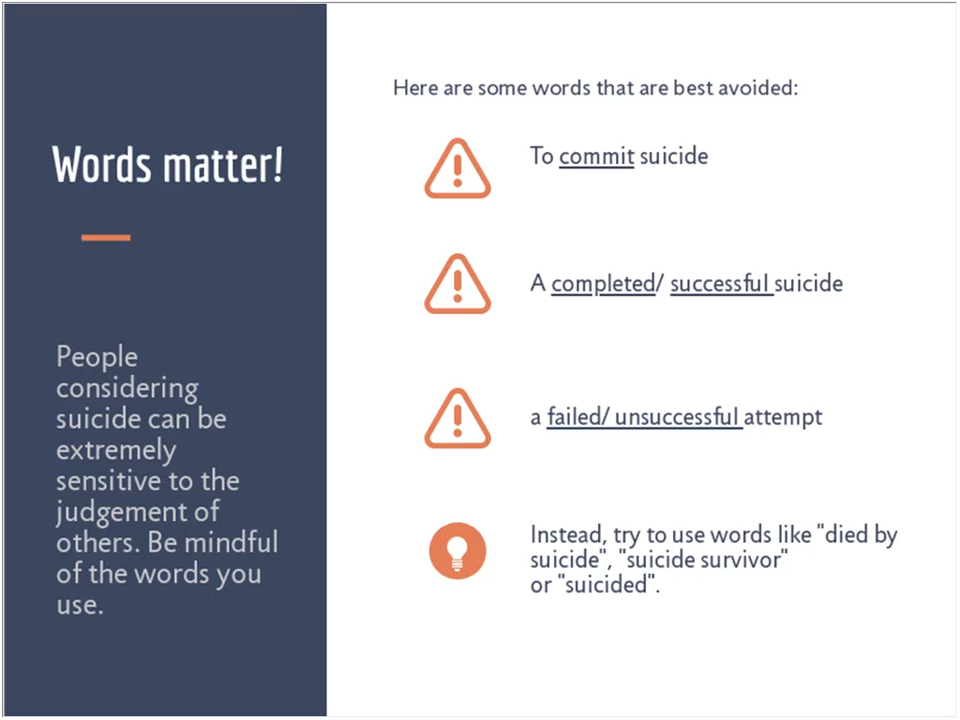 Words matter!
People
considering
suicide can be
extremely
sensitive to the
judgement of
others. Be mindful
of the words you
use.
Here are some words that are best avoided:
To commit suicide
A completed/ successful suicide
a failed/ unsuccessful attempt
Instead, try to use words like "died by
suicide", "suicide survivor"
or "suicided".